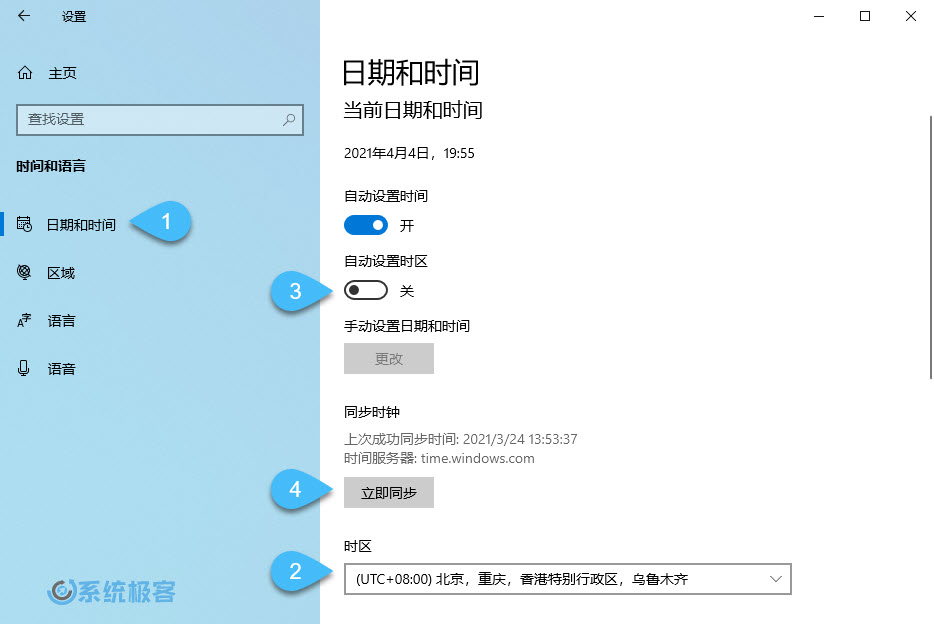 设置
主页
查找设置
时间和语言
日期和时间
1
区域
语言
语音
系统极客
日期和时间
当前日期和时间
2021年4月4日，19:55
自动设置时间
开
自动设置时区
3
关
手动设置日期和时间
更改
同步时钟
上次成功同步时间: 2021/3/24 13:53:37
时间服务器: time.windows.com
4
立即同步
时区
2
(UTC+08:00) 北京，重庆，香港特别行政区，乌鲁木齐